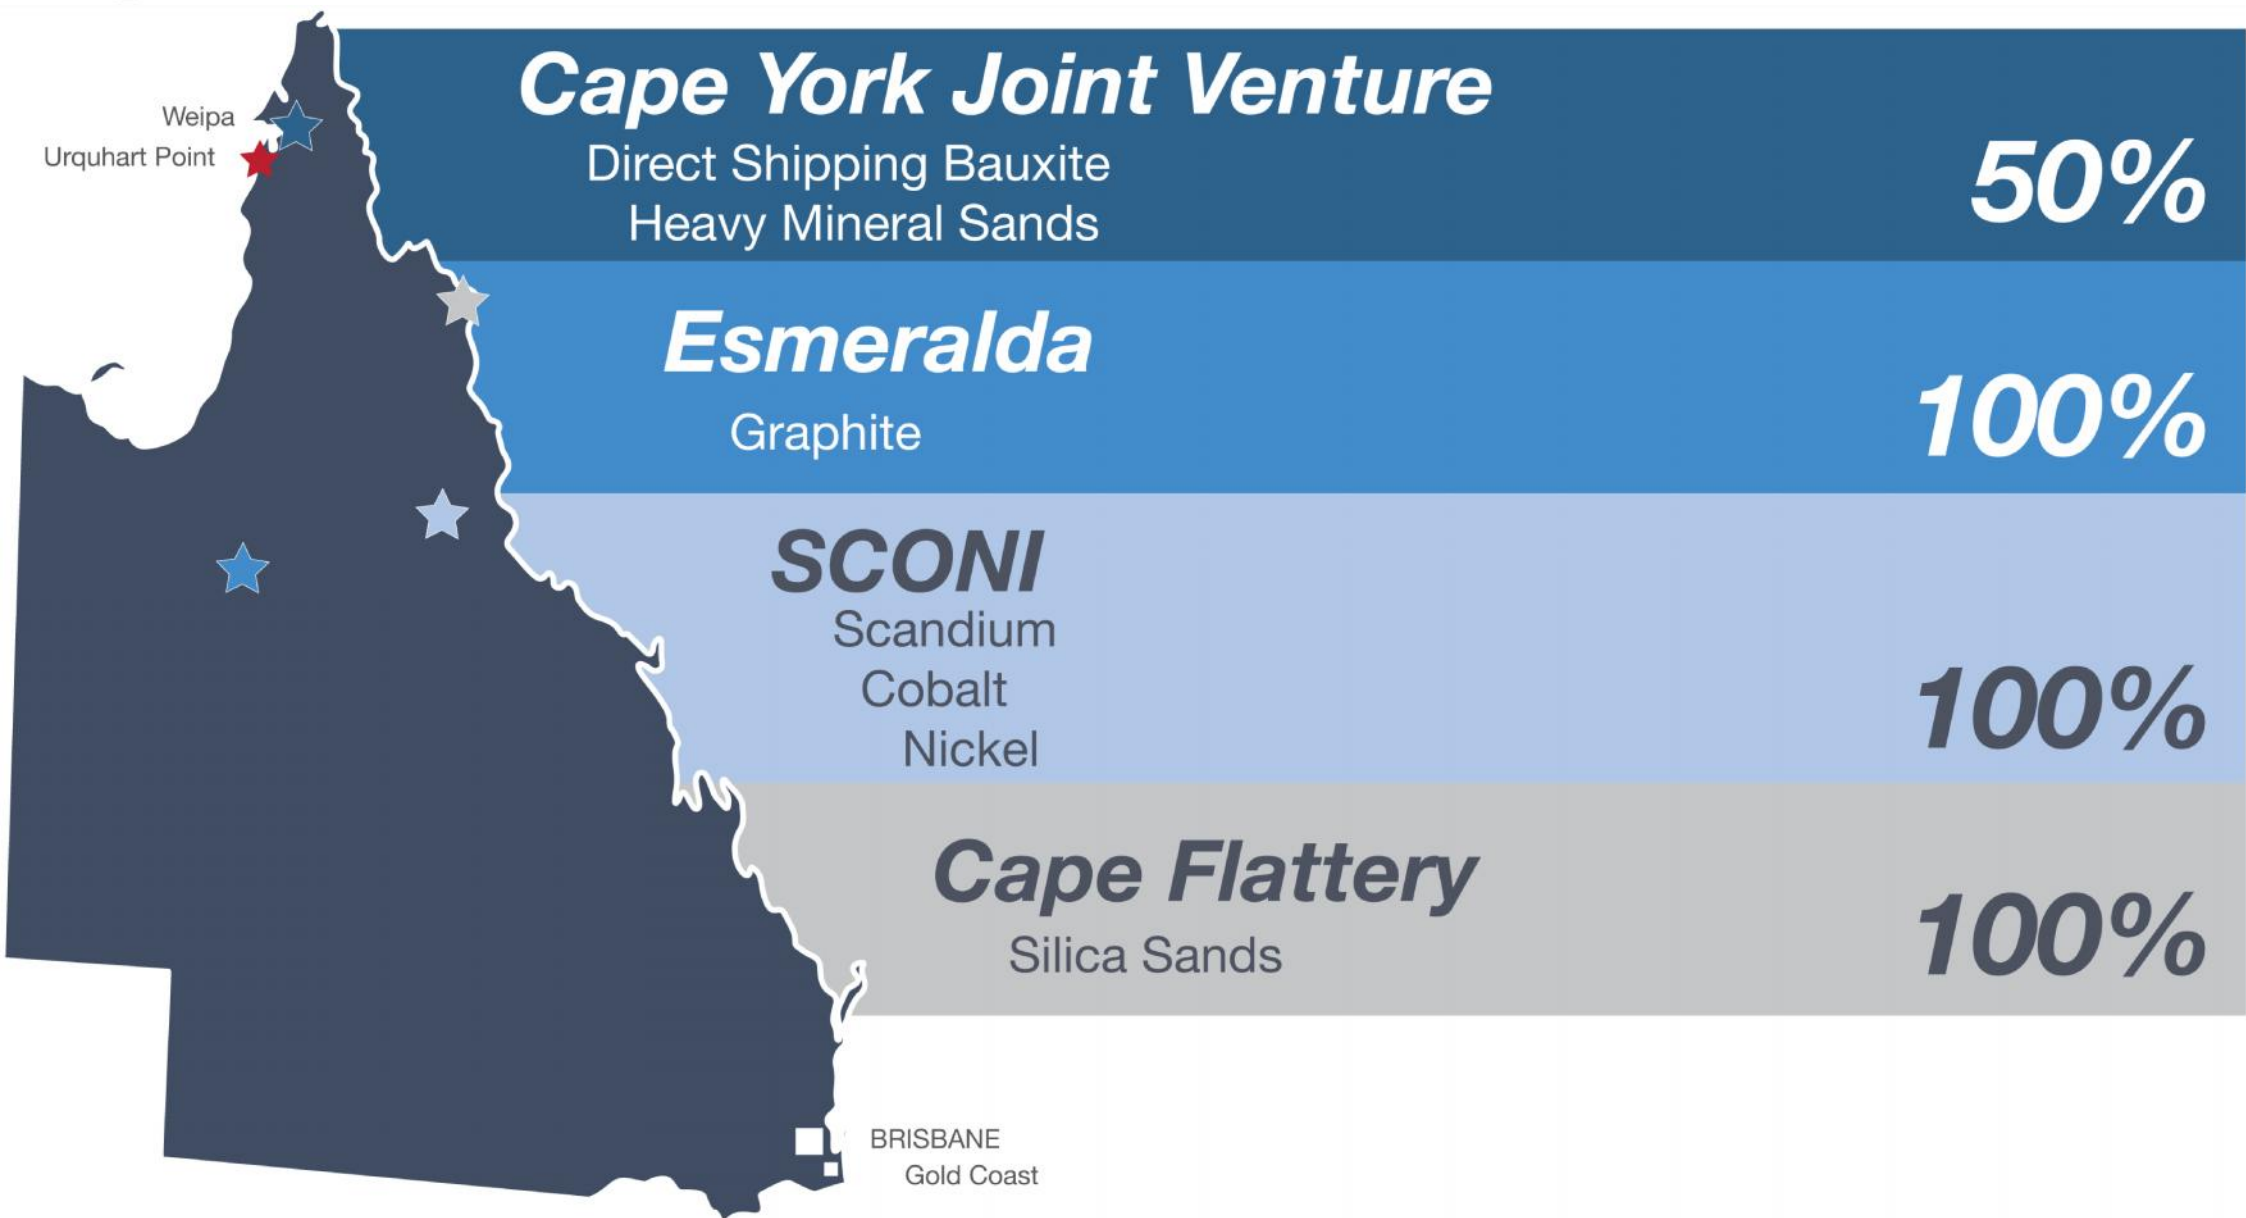 Cape York Joint Venture
Weipa
Urquhart Point
Direct Shipping Bauxite
Heavy Mineral Sands
50%
Esmeralda
Graphite
100%
SCONI
Scandium
Cobalt
Nickel
100%
Cape Flattery
Silica Sands
100%
BRISBANE
Gold Coast